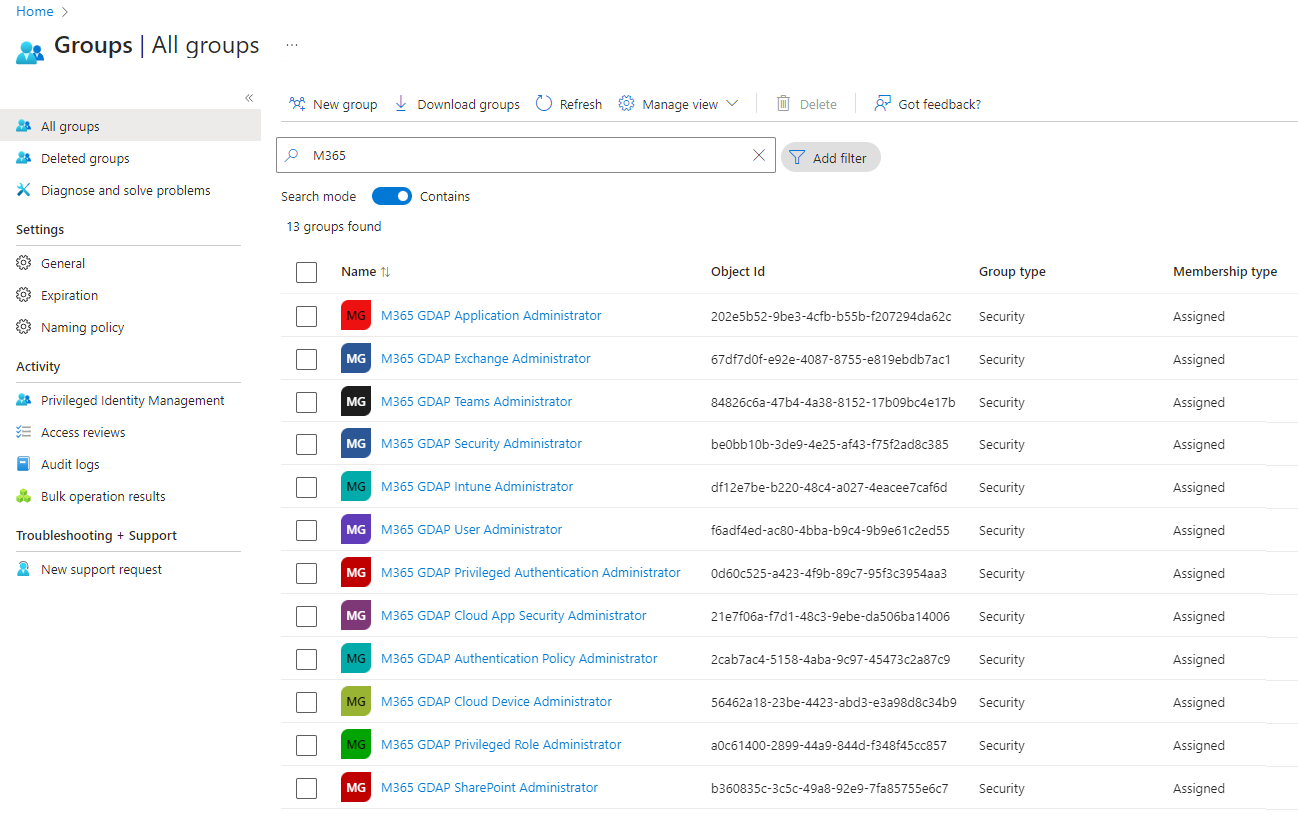 Home
Groups | All groups
...
«
All groups
Deleted groups
Diagnose and solve problems
Settings
General
Expiration
Naming policy
Activity
Privileged Identity Management
Access reviews
Audit logs
Bulk operation results
Troubleshooting + Support
New support request
New group Download groups Refresh Manage view Delete Got feedback?
M365 Add filter
Search mode Contains
13 groups found
Name Object Id Group type Membership type
MG M365 GDAP Application Administrator 202e5b52-9be3-4cfb-b55b-f207294da62c Security Assigned
MG M365 GDAP Exchange Administrator 67df7d0f-e92e-4087-8755-e819ebdb7ac1 Security Assigned
MG M365 GDAP Teams Administrator 84826c6a-47b4-4a38-8152-17b09bc4e17b Security Assigned
MG M365 GDAP Security Administrator be0bb10b-3de9-4e25-af43-f75f2ad8c385 Security Assigned
MG M365 GDAP Intune Administrator df12e7be-b220-48c4-a027-4eacee7caf6d Security Assigned
MG M365 GDAP User Administrator f6adf4ed-ac80-4bba-b9c4-9b9e61c2ed55 Security Assigned
MG M365 GDAP Privileged Authentication Administrator 0d60c525-a423-4f9b-89c7-95f3c3954aa3 Security Assigned
MG M365 GDAP Cloud App Security Administrator 21e7f06a-f7d1-48c3-9ebe-da506ba14006 Security Assigned
MG M365 GDAP Authentication Policy Administrator 2cab7ac4-5158-4aba-9c97-45473c2a87c9 Security Assigned
MG M365 GDAP Cloud Device Administrator 56462a18-23be-4423-abd3-e3a98d8c34b9 Security Assigned
MG M365 GDAP Privileged Role Administrator a0c61400-2899-44a9-844d-f348f45cc857 Security Assigned
MG M365 GDAP SharePoint Administrator b360835c-3c5c-49a8-92e9-7fa85755e6c7 Security Assigned